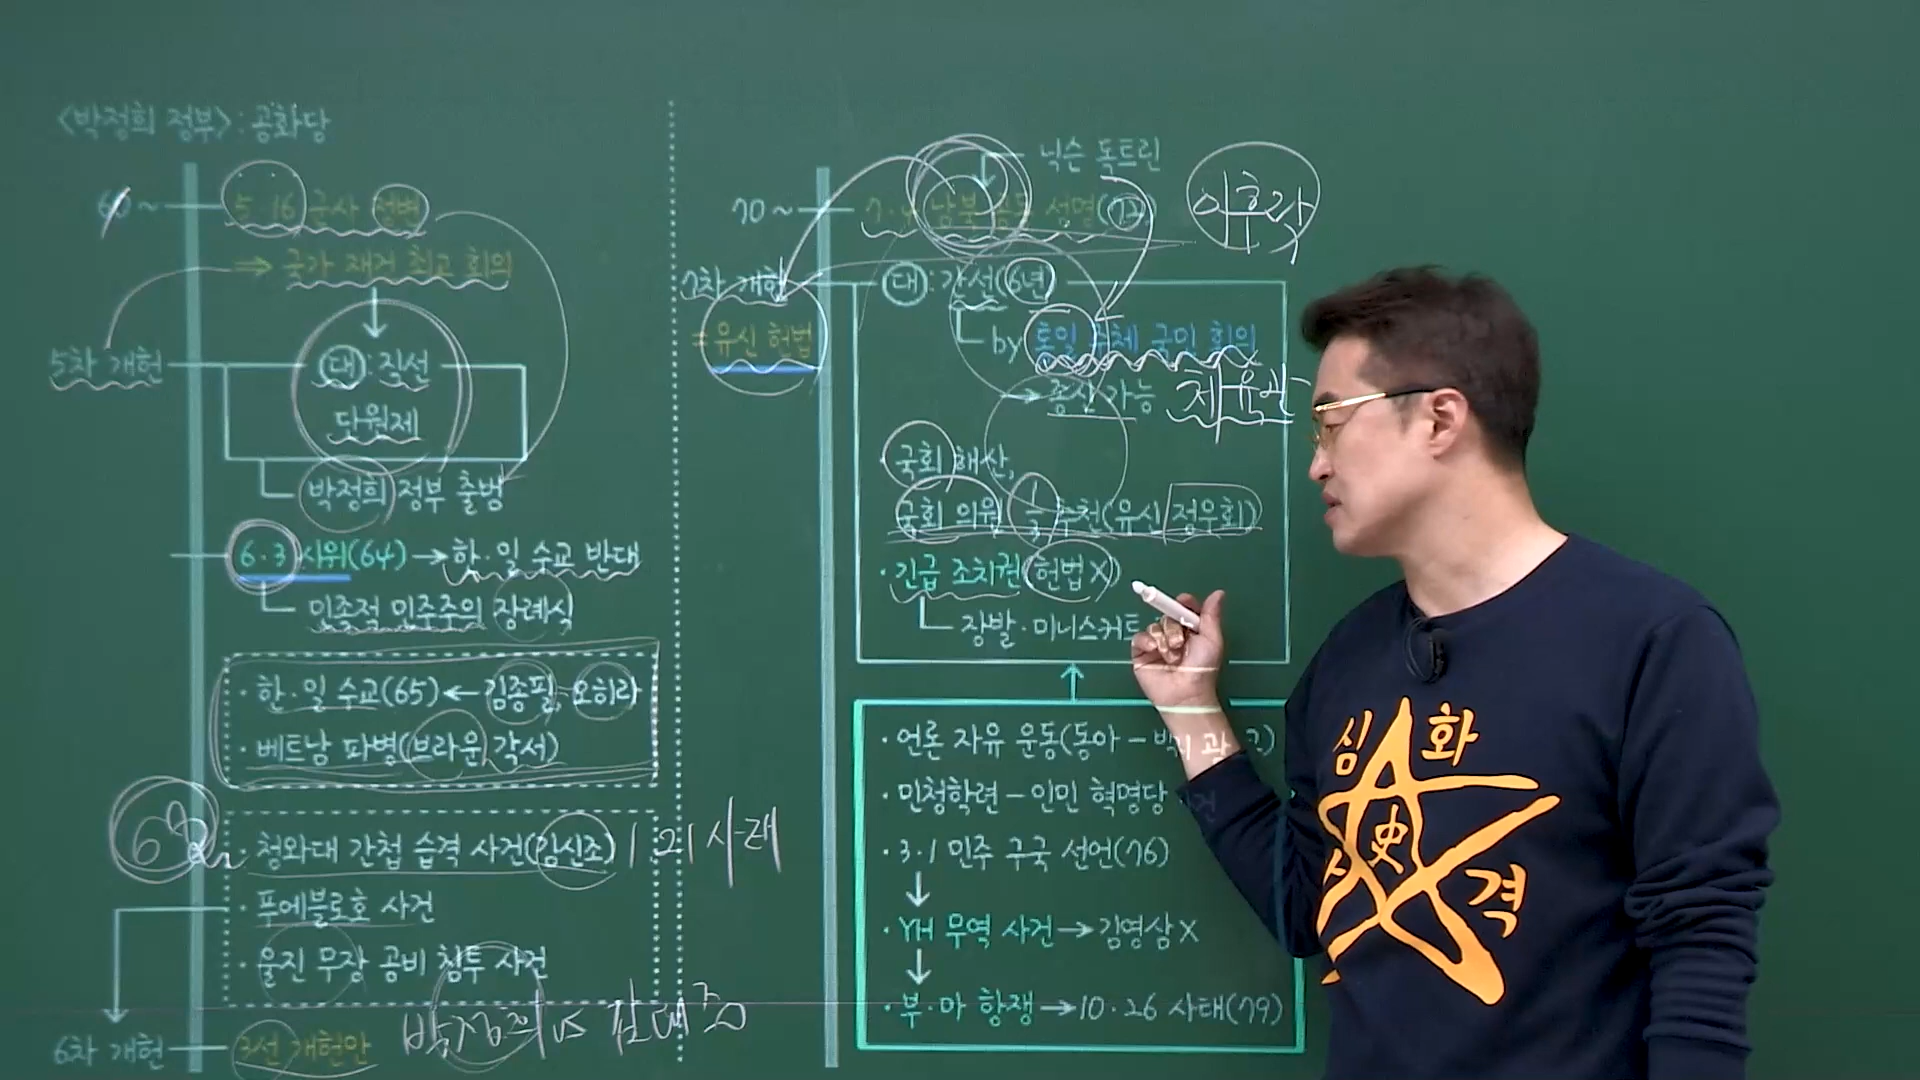 <박정희 정부> : 공화당
60 ~
5·16 군사 정변
⇒ 국가 재건 최고 회의
5차 개헌
대 : 직선
단원제
박정희 정부 출범
6·3 시위(64) → 한·일 수교 반대
민족적 민주주의 장례식
· 한·일 수교(65) ← 김종필, 오히라
· 베트남 파병(브라운 각서)
68
· 청와대 간첩 습격 사건(김신조) 1.21 사태
· 푸에블로호 사건
· 울진 무장 공비 침투 사건
박정희 vs 김대중
6차 개헌
3선 개헌안
닉슨 독트린
70 ~
7·4 남북 공동 성명(72)
이후락
7차 개헌
= 유신 헌법
대 : 간선(6년)
by 통일 주체 국민 회의
→ 종신 가능
체육관
· 국회 해산,
국회 의원 1/3 추천(유신 정우회)
· 긴급 조치권(헌법 X)
장발·미니스커트
· 언론 자유 운동(동아 -
· 민청학련 - 인민 혁명당
· 3·1 민주 구국 선언(76)
· YH 무역 사건 → 김영삼 X
· 부·마 항쟁 → 10·26 사태(79)
심화
史
격